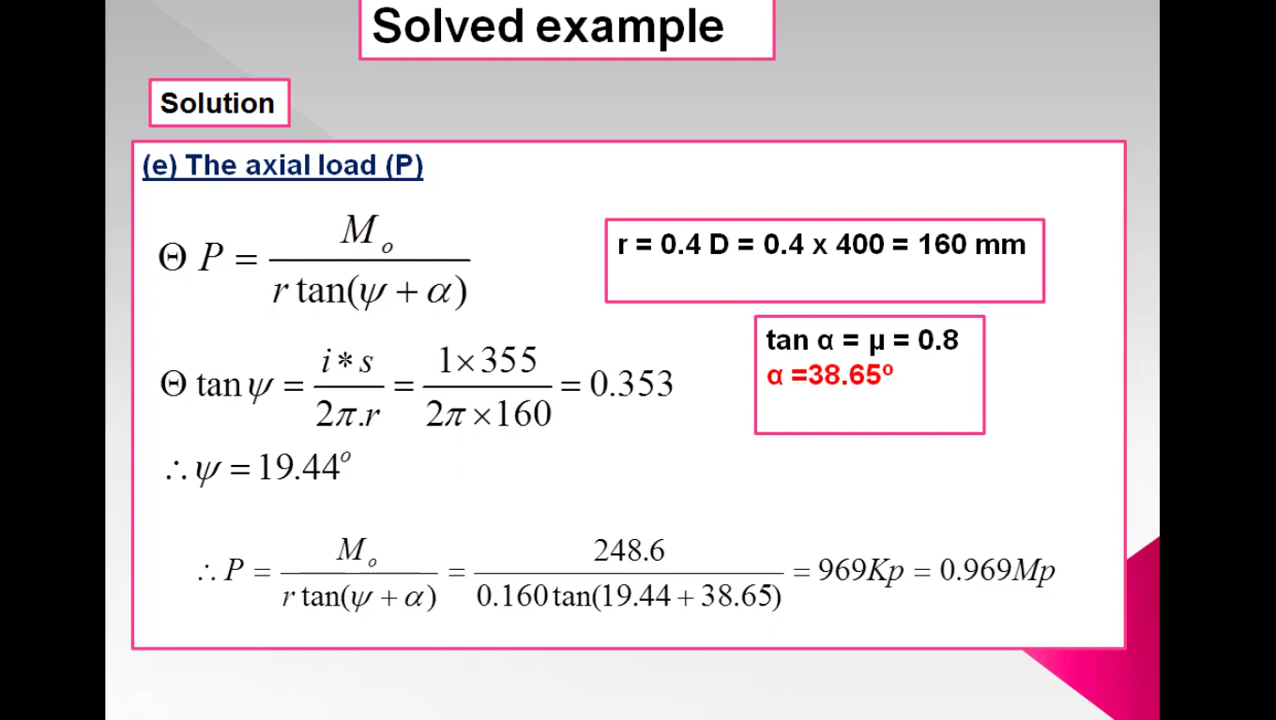 Solved example
Solution
(e) The axial load (P)
Θ P = M₀ / (r tan(ψ + α))
r = 0.4 D = 0.4 x 400 = 160 mm
tan α = μ = 0.8
α =38.65º
Θ tan ψ = i * s / 2π.r = 1×355 / 2π×160 = 0.353
∴ ψ = 19.44º
∴ P = M₀ / (r tan(ψ + α)) = 248.6 / (0.160 tan(19.44 + 38.65)) = 969Kp = 0.969Mp